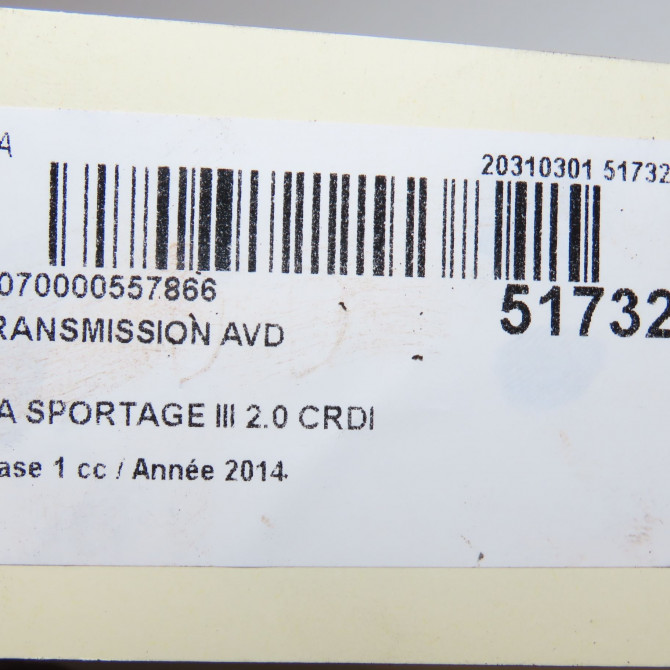 A
20310301 51732
070000557866
51732
RANSMISSION AVD
A SPORTAGE III 2.0 CRDI
ase 1 cc / Année 2014